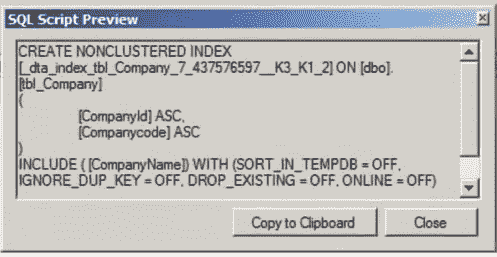 SQL Script Preview
CREATE NONCLUSTERED INDEX
[_dta_index_tbl_Company_7_437576597__K3_K1_2] ON [dbo].
[tbl_Company]
(
[CompanyId] ASC,
[Companycode] ASC
)
INCLUDE ( [CompanyName]) WITH (SORT_IN_TEMPDB = OFF,
IGNORE_DUP_KEY = OFF, DROP_EXISTING = OFF, ONLINE = OFF)
Copy to Clipboard
Close